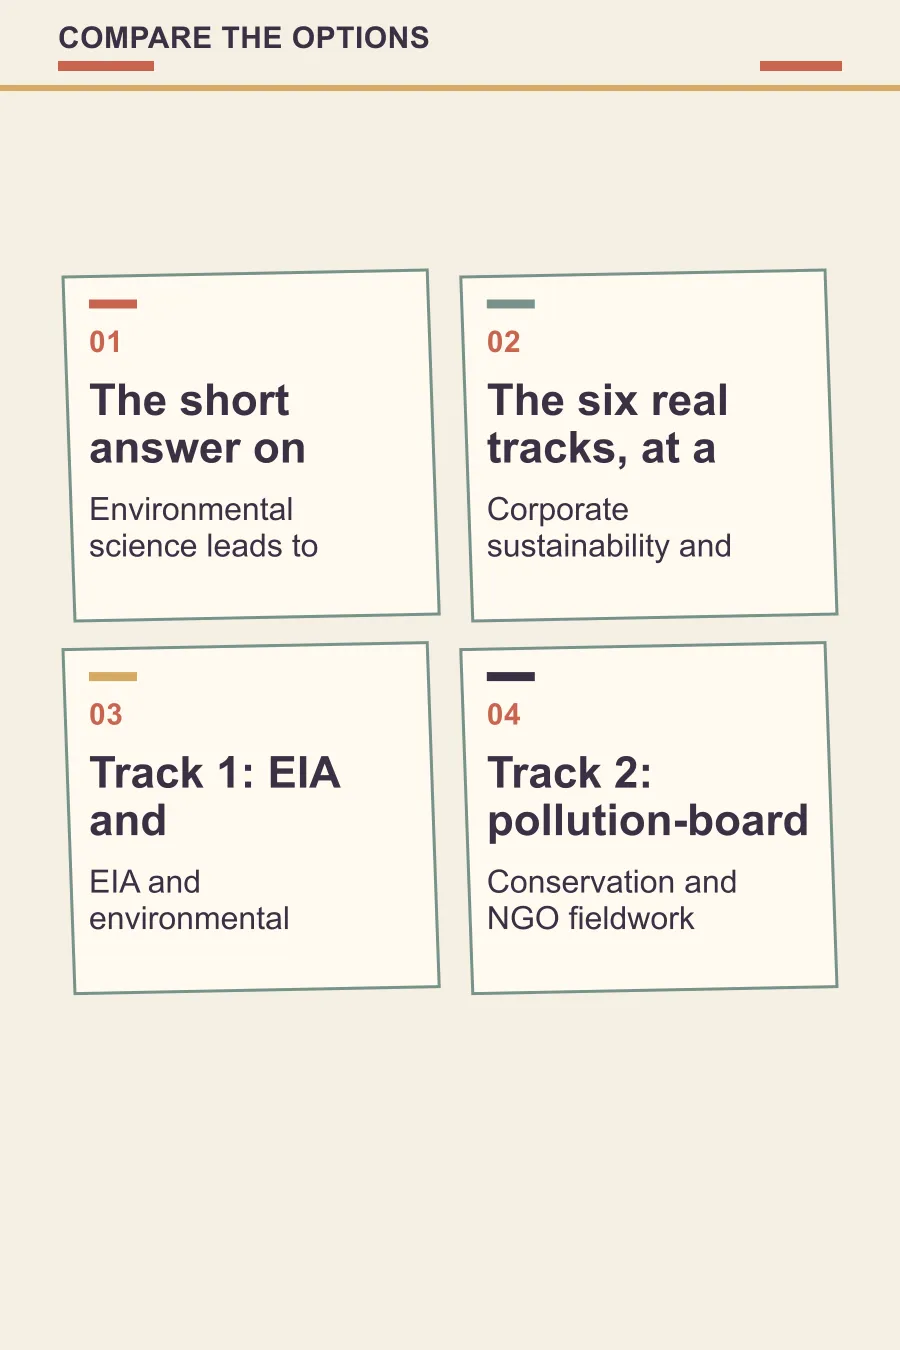 COMPARE THE OPTIONS
01
The short
answer on
Environmental
science leads to
02
The six real
tracks, at a
Corporate
sustainability and
03
Track 1: EIA
and
EIA and
environmental
04
Track 2:
pollution-board
Conservation and
NGO fieldwork